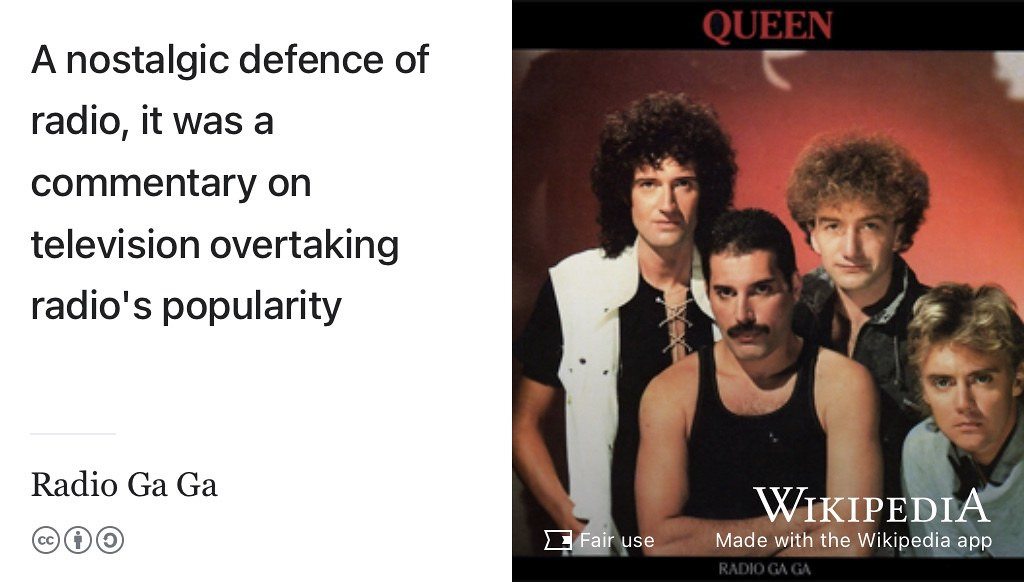 A nostalgic defence of
radio, it was a
commentary on
television overtaking
radio's popularity
Radio Ga Ga
cc
QUEEN
WIKIPEDIA
Fair use
Made with the Wikipedia app
RADIO GA GA